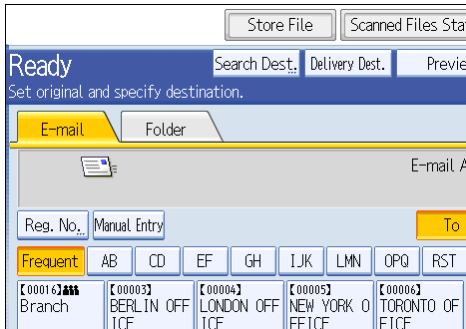 Store File Scanned Files Sta
Ready Search Dest. Delivery Dest. Previe
Set original and specify destination.
E-mail Folder
E-mail A
Reg. No. Manual Entry To
Frequent AB CD EF GH IJK LMN OPQ RST
[00016] [00003] [00004] [00005] [00006]
Branch BERLIN OFF LONDON OFF NEW YORK O TORONTO OF
ICE ICE FFICE FICE